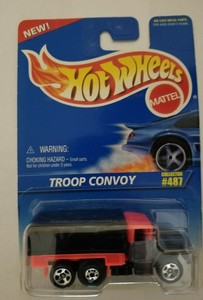 NEW!
Hot Wheels
MATTEL
WARNING:
CHOKING HAZARD - Small parts
Not for children under 3 years
TROOP CONVOY
COLLECTOR
#487